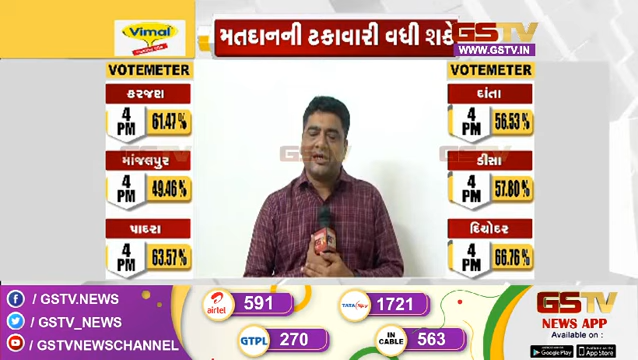 Vimal
મતદાનની ટકાવારી વધી શકે
GSTV
WWW.GSTV.IN
VOTEMETER
કરજણ
4 PM 61.47%
માંજલપુર
4 PM 49.46%
પાદરા
4 PM 63.57%
VOTEMETER
દાંતા
4 PM 56.53%
ડીસા
4 PM 57.80%
દિયોદર
4 PM 66.76%
GSTV
/ GSTV.NEWS
/ GSTV_NEWS
/ GSTVNEWSCHANNEL
airtel 591
TATA Sky 1721
GTPL 270
IN CABLE 563
GSTV
NEWS APP
Available on :
Google Play
App Store